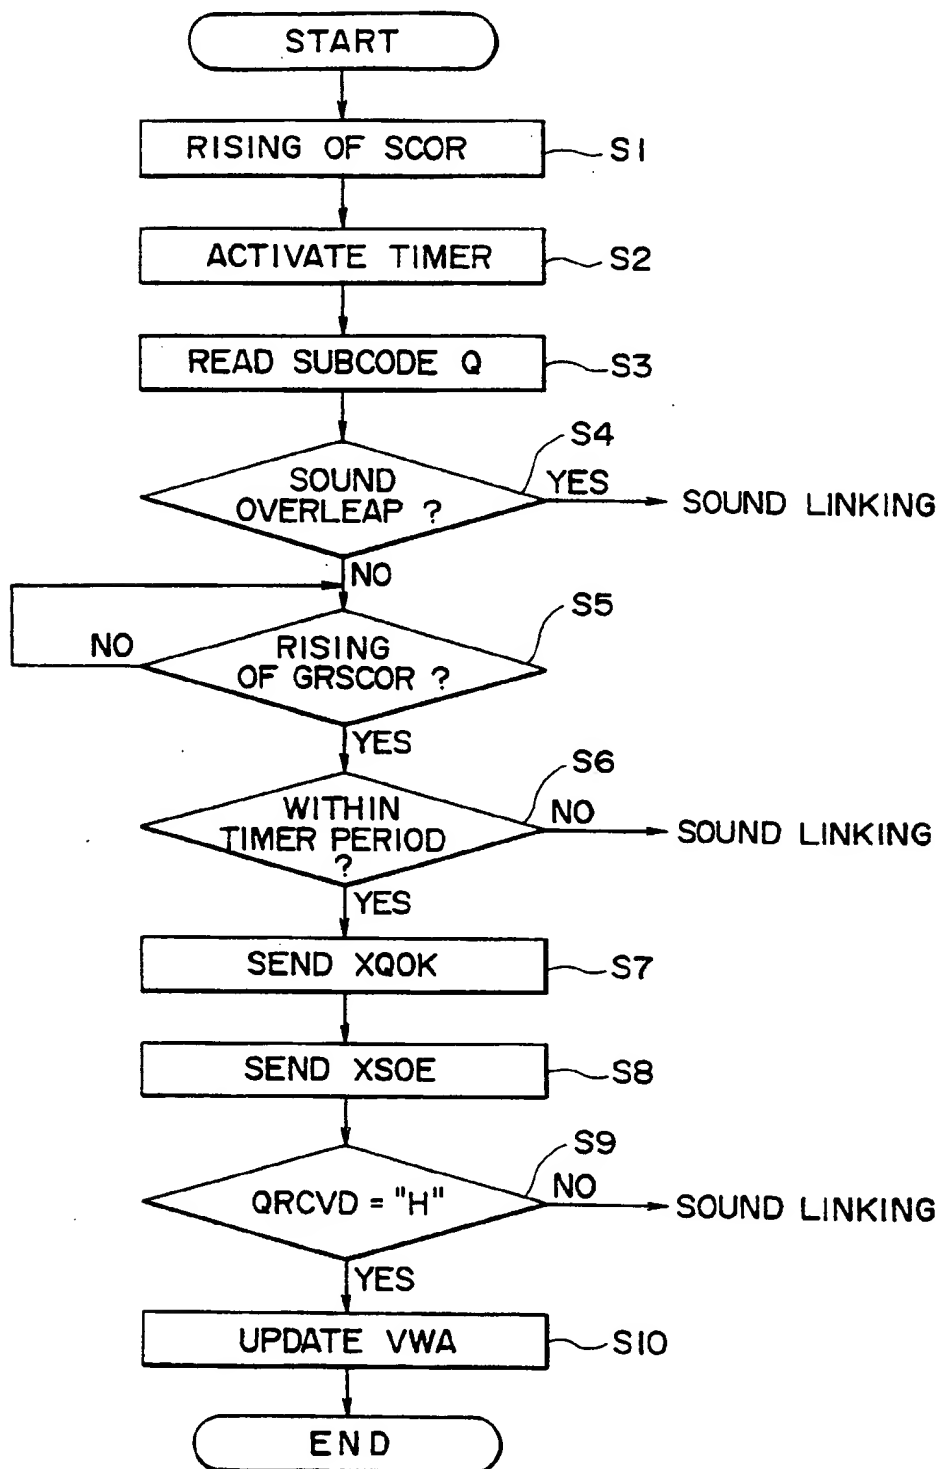 START
RISING OF SCOR
S1
ACTIVATE TIMER
S2
READ SUBCODE Q
S3
S4
SOUND
OVERLEAP ?
YES
SOUND LINKING
NO
S5
RISING
OF GRSCOR ?
NO
YES
S6
WITHIN
TIMER PERIOD
?
NO
SOUND LINKING
YES
SEND XQOK
S7
SEND XSOE
S8
S9
QRCVD = "H"
NO
SOUND LINKING
YES
UPDATE VWA
S10
END